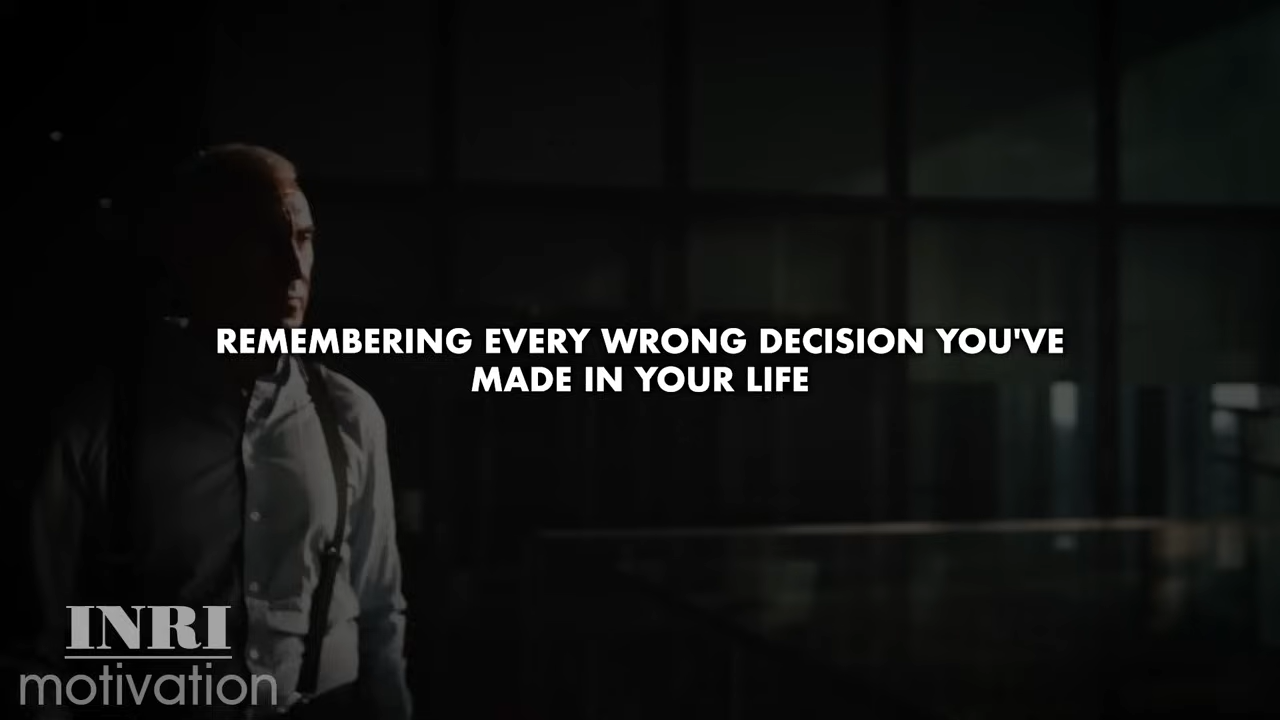 REMEMBERING EVERY WRONG DECISION YOU'VE
MADE IN YOUR LIFE
INRI
motivation